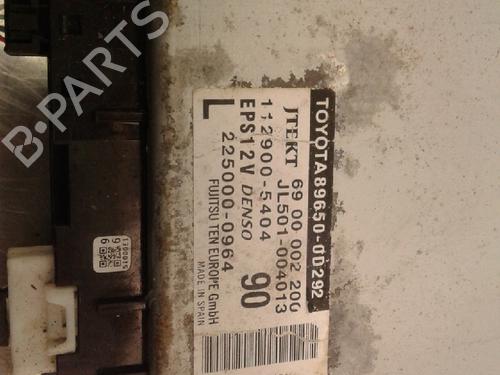 TOYOTA 89650-0D292
JTEKT
69 00 002 20G
JL501-004013
112900-5404
EPS12V DENSO
90
225000-0964
L
FUJITSU TEN EUROPE GmbH
MADE IN SPAIN
B-PARTS